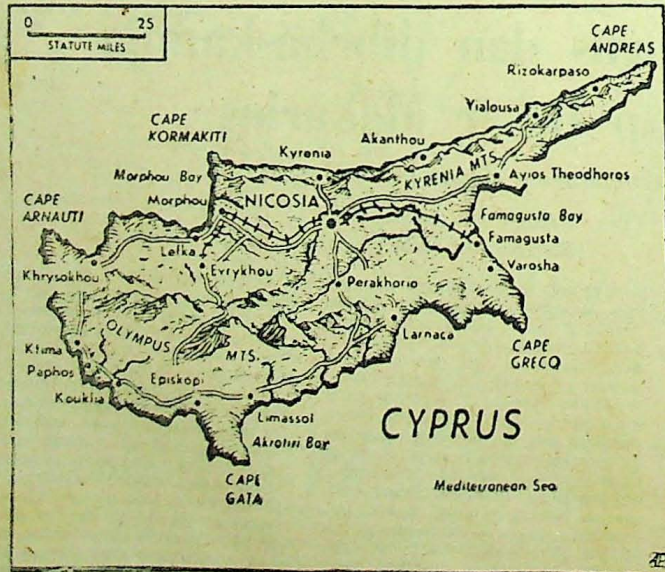 0 25
STATUTE MILES
CAPE
ANDREAS
Rizokarpaso
Yialousa
CAPE
KORMAKITI
Akanthou
Kyrenia
KYRENIA MTS.
Morphou Bay
Ayios Theodhoros
Morphou
NICOSIA
CAPE
ARNAUTI
Famagusta Bay
Famagusta
Lefka
Evrykhou
Varosha
Khrysokhou
Perakhorio
OLYMPUS
MTS.
Larnaca
CAPE
GRECO
Ktima
Paphos
Episkopi
Kouklia
Limassol
CYPRUS
Akrotiri Bay
CAPE
GATA
Mediterranean Sea